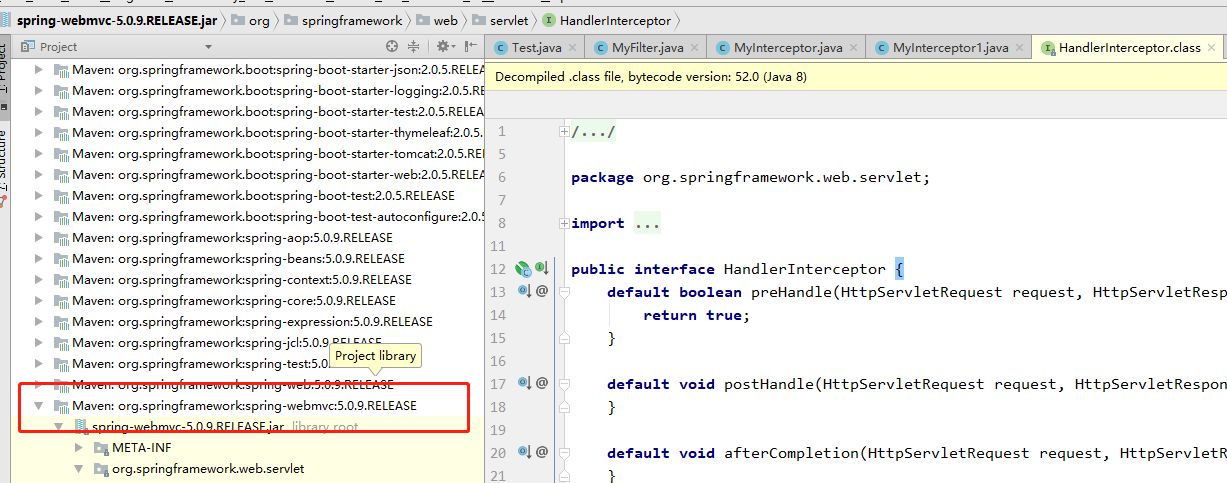 spring-webmvc-5.0.9.RELEASE.jar org springframework web servlet HandlerInterceptor
Project
Test.java MyFilter.java MyInterceptor.java MyInterceptor1.java HandlerInterceptor.class
1: Project
Structure
Maven: org.springframework.boot:spring-boot-starter-json:2.0.5.RELEA
Maven: org.springframework.boot:spring-boot-starter-logging:2.0.5.REL
Maven: org.springframework.boot:spring-boot-starter-test:2.0.5.RELEAS
Maven: org.springframework.boot:spring-boot-starter-thymeleaf:2.0.5.R
Maven: org.springframework.boot:spring-boot-starter-tomcat:2.0.5.RELE
Maven: org.springframework.boot:spring-boot-starter-web:2.0.5.RELEAS
Maven: org.springframework.boot:spring-boot-test:2.0.5.RELEASE
Maven: org.springframework.boot:spring-boot-test-autoconfigure:2.0.5
Maven: org.springframework:spring-aop:5.0.9.RELEASE
Maven: org.springframework:spring-beans:5.0.9.RELEASE
Maven: org.springframework:spring-context:5.0.9.RELEASE
Maven: org.springframework:spring-core:5.0.9.RELEASE
Maven: org.springframework:spring-expression:5.0.9.RELEASE
Maven: org.springframework:spring-jcl:5.0.9.RELEASE
Project library
Maven: org.springframework:spring-test:5.0.
Maven: org.springframework:spring-web:5.0.9.RELEASE
Maven: org.springframework:spring-webmvc:5.0.9.RELEASE
spring-webmvc-5.0.9.RELEASE.jar library root
META-INF
org.springframework.web.servlet
Decompiled .class file, bytecode version: 52.0 (Java 8)
1 /.../
5
6 package org.springframework.web.servlet;
7
8 import ...
11
12 public interface HandlerInterceptor {
13 default boolean preHandle(HttpServletRequest request, HttpServletResp
14 return true;
15 }
16
17 default void postHandle(HttpServletRequest request, HttpServletRespon
18 }
19
20 default void afterCompletion(HttpServletRequest request, HttpServletR
21 }